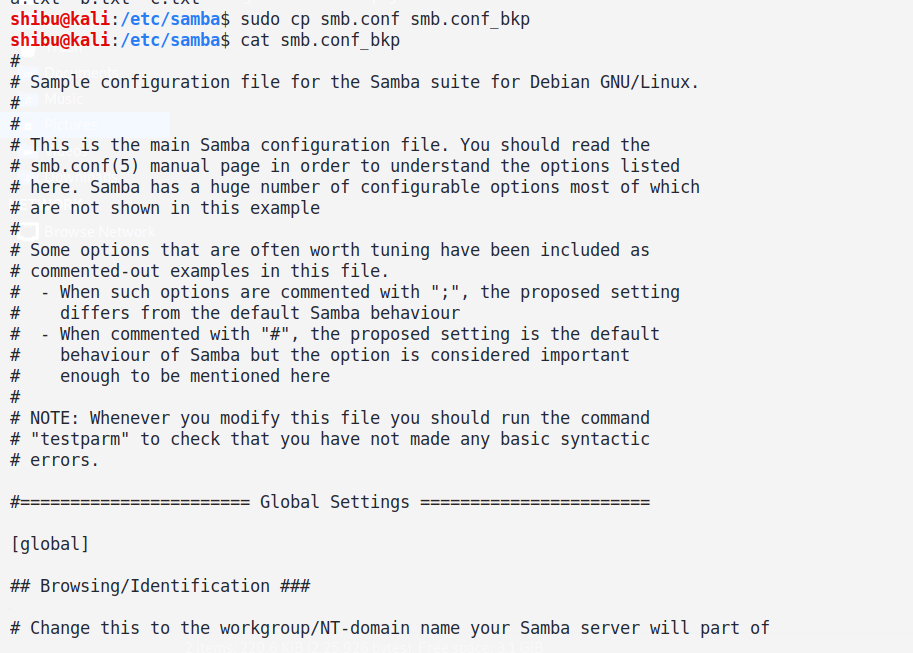 a.txt b.txt c.txt
shibu@kali:/etc/samba$ sudo cp smb.conf smb.conf_bkp
shibu@kali:/etc/samba$ cat smb.conf_bkp
#
# Sample configuration file for the Samba suite for Debian GNU/Linux.
#
Music
#
# This is the main Samba configuration file. You should read the
# smb.conf(5) manual page in order to understand the options listed
# here. Samba has a huge number of configurable options most of which
# are not shown in this example
#
Browse Network
# Some options that are often worth tuning have been included as
# commented-out examples in this file.
#  - When such options are commented with ";", the proposed setting
#    differs from the default Samba behaviour
#  - When commented with "#", the proposed setting is the default
#    behaviour of Samba but the option is considered important
#    enough to be mentioned here
#
# NOTE: Whenever you modify this file you should run the command
# "testparm" to check that you have not made any basic syntactic
# errors.
#======================= Global Settings =======================
[global]
## Browsing/Identification ###
# Change this to the workgroup/NT-domain name your Samba server will part of